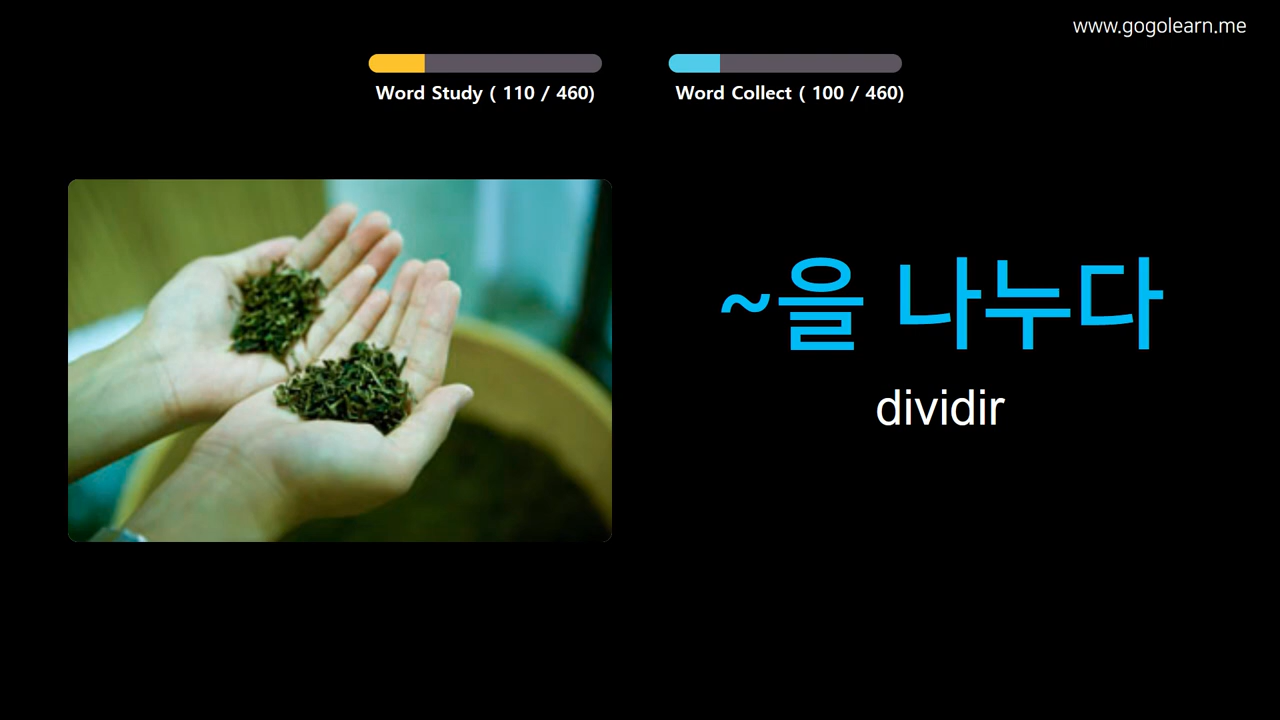 www.gogolearn.me
Word Study ( 110 / 460)
Word Collect ( 100 / 460)
~을 나누다
dividir